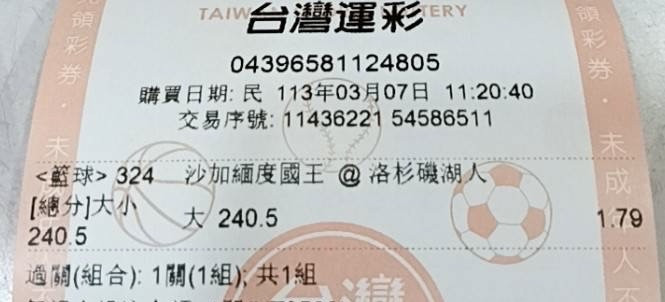 台灣運彩
04396581124805
購買日期: 民 113年03月07日 11:20:40
交易序號: 11436221 54586511
<籃球> 324 沙加緬度國王 @ 洛杉磯湖人
[總分]大小 大 240.5 1.79
240.5
過關(組合): 1關(1組); 共1組